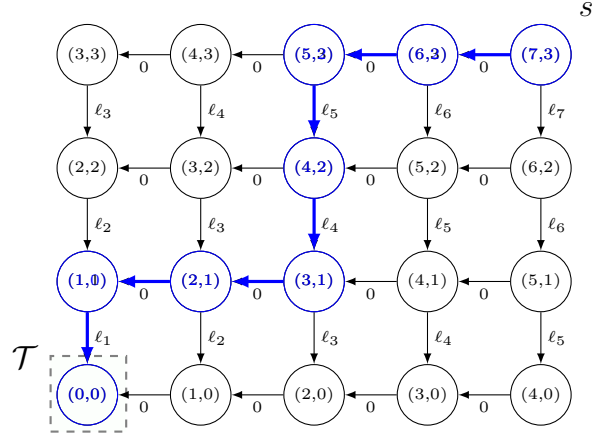 s
(3,3) (4,3) (5,3) (6,3) (7,3)
0 0 0 0
ℓ₃ ℓ₄ ℓ₅ ℓ₆ ℓ₇
(2,2) (3,2) (4,2) (5,2) (6,2)
0 0 0 0
ℓ₂ ℓ₃ ℓ₄ ℓ₅ ℓ₆
(1,1) (2,1) (3,1) (4,1) (5,1)
0 0 0 0
ℓ₁ ℓ₂ ℓ₃ ℓ₄ ℓ₅
𝒯
(0,0) (1,0) (2,0) (3,0) (4,0)
0 0 0 0